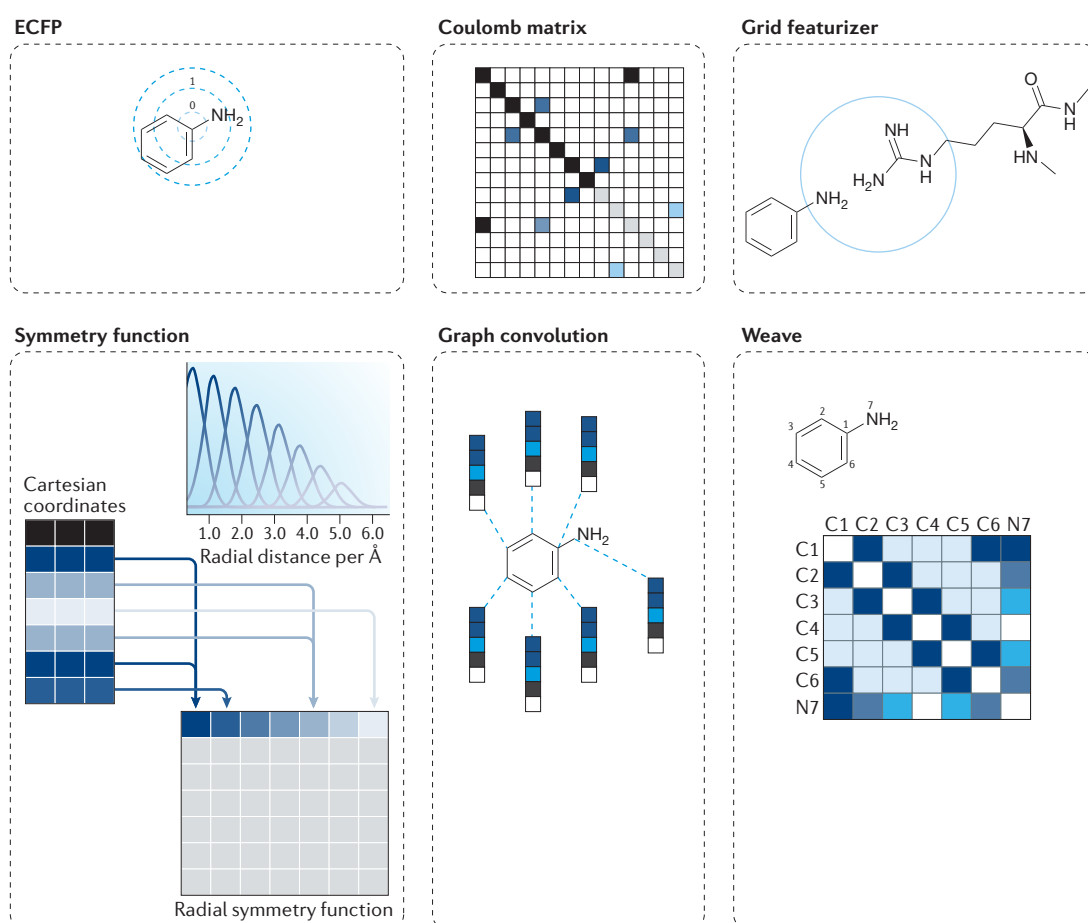 ECFP
1
0
NH2
Coulomb matrix
Grid featurizer
O
N
H
NH
HN
H2N
N
H
NH2
Symmetry function
Cartesian
coordinates
1.0 2.0 3.0 4.0 5.0 6.0
Radial distance per Å
Radial symmetry function
Graph convolution
NH2
Weave
7
NH2
2
1
3
4
6
5
C1 C2 C3 C4 C5 C6 N7
C1
C2
C3
C4
C5
C6
N7